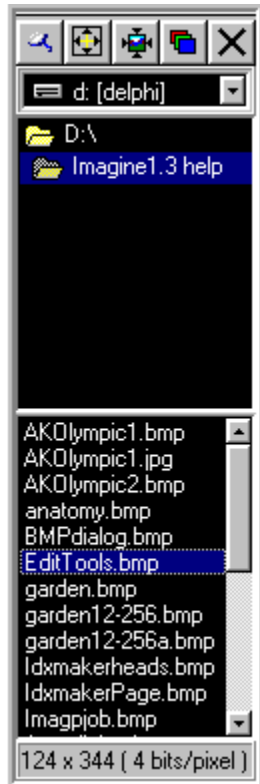 d: [delphi]
D:\
Imagine1.3 help
AKOlympic1.bmp
AKOlympic1.jpg
AKOlympic2.bmp
anatomy.bmp
BMPdialog.bmp
EditTools.bmp
garden.bmp
garden12-256.bmp
garden12-256a.bmp
Idxmakerheads.bmp
IdxmakerPage.bmp
Imagpjob.bmp
124 x 344 ( 4 bits/pixel )